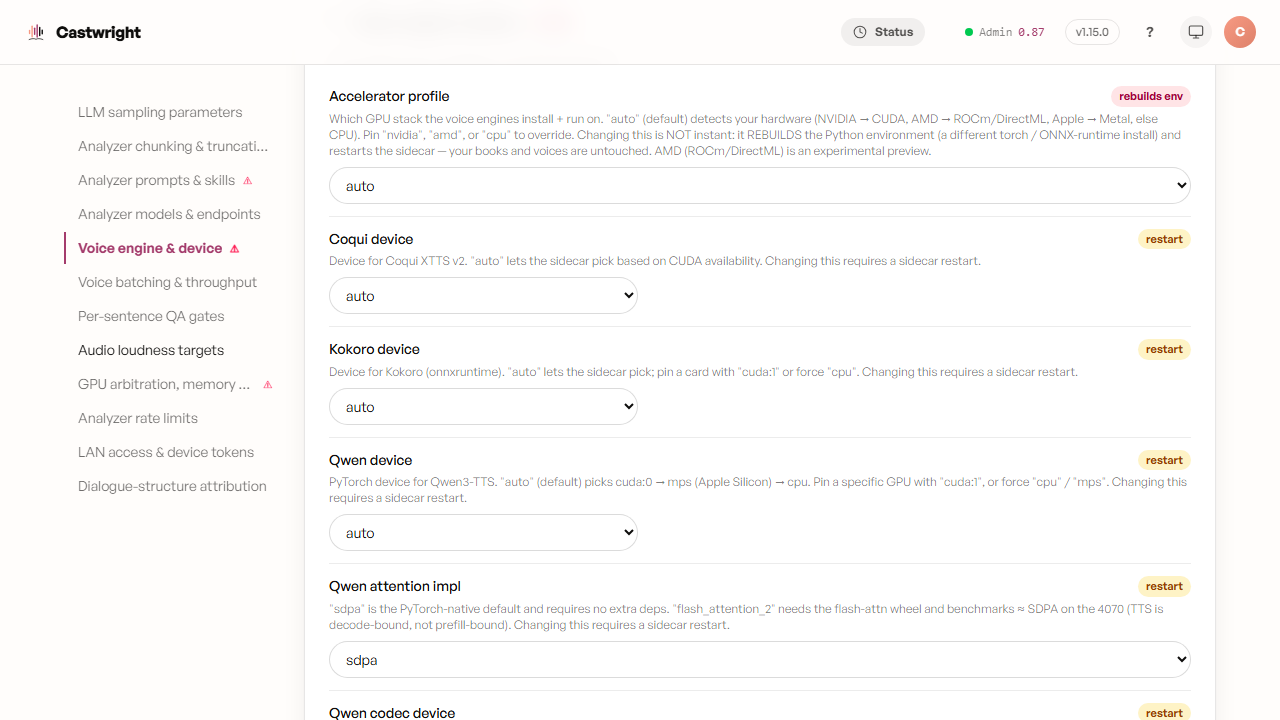 Castwright
Status
Admin 0.87
v1.15.0
?
C
LLM sampling parameters
Analyzer chunking & truncati...
Analyzer prompts & skills
Analyzer models & endpoints
Voice engine & device
Voice batching & throughput
Per-sentence QA gates
Audio loudness targets
GPU arbitration, memory ...
Analyzer rate limits
LAN access & device tokens
Dialogue-structure attribution
Accelerator profile
rebuilds env
Which GPU stack the voice engines install + run on. "auto" (default) detects your hardware (NVIDIA → CUDA, AMD → ROCm/DirectML, Apple → Metal, else
CPU). Pin "nvidia", "amd", or "cpu" to override. Changing this is NOT instant: it REBUILDS the Python environment (a different torch / ONNX-runtime install) and
restarts the sidecar — your books and voices are untouched. AMD (ROCm/DirectML) is an experimental preview.
auto
Coqui device
restart
Device for Coqui XTTS v2. "auto" lets the sidecar pick based on CUDA availability. Changing this requires a sidecar restart.
auto
Kokoro device
restart
Device for Kokoro (onnxruntime). "auto" lets the sidecar pick; pin a card with "cuda:1" or force "cpu". Changing this requires a sidecar restart.
auto
Qwen device
restart
PyTorch device for Qwen3-TTS. "auto" (default) picks cuda:0 → mps (Apple Silicon) → cpu. Pin a specific GPU with "cuda:1", or force "cpu" / "mps". Changing this
requires a sidecar restart.
auto
Qwen attention impl
restart
"sdpa" is the PyTorch-native default and requires no extra deps. "flash_attention_2" needs the flash-attn wheel and benchmarks ≈ SDPA on the 4070 (TTS is
decode-bound, not prefill-bound). Changing this requires a sidecar restart.
sdpa
Qwen codec device
restart